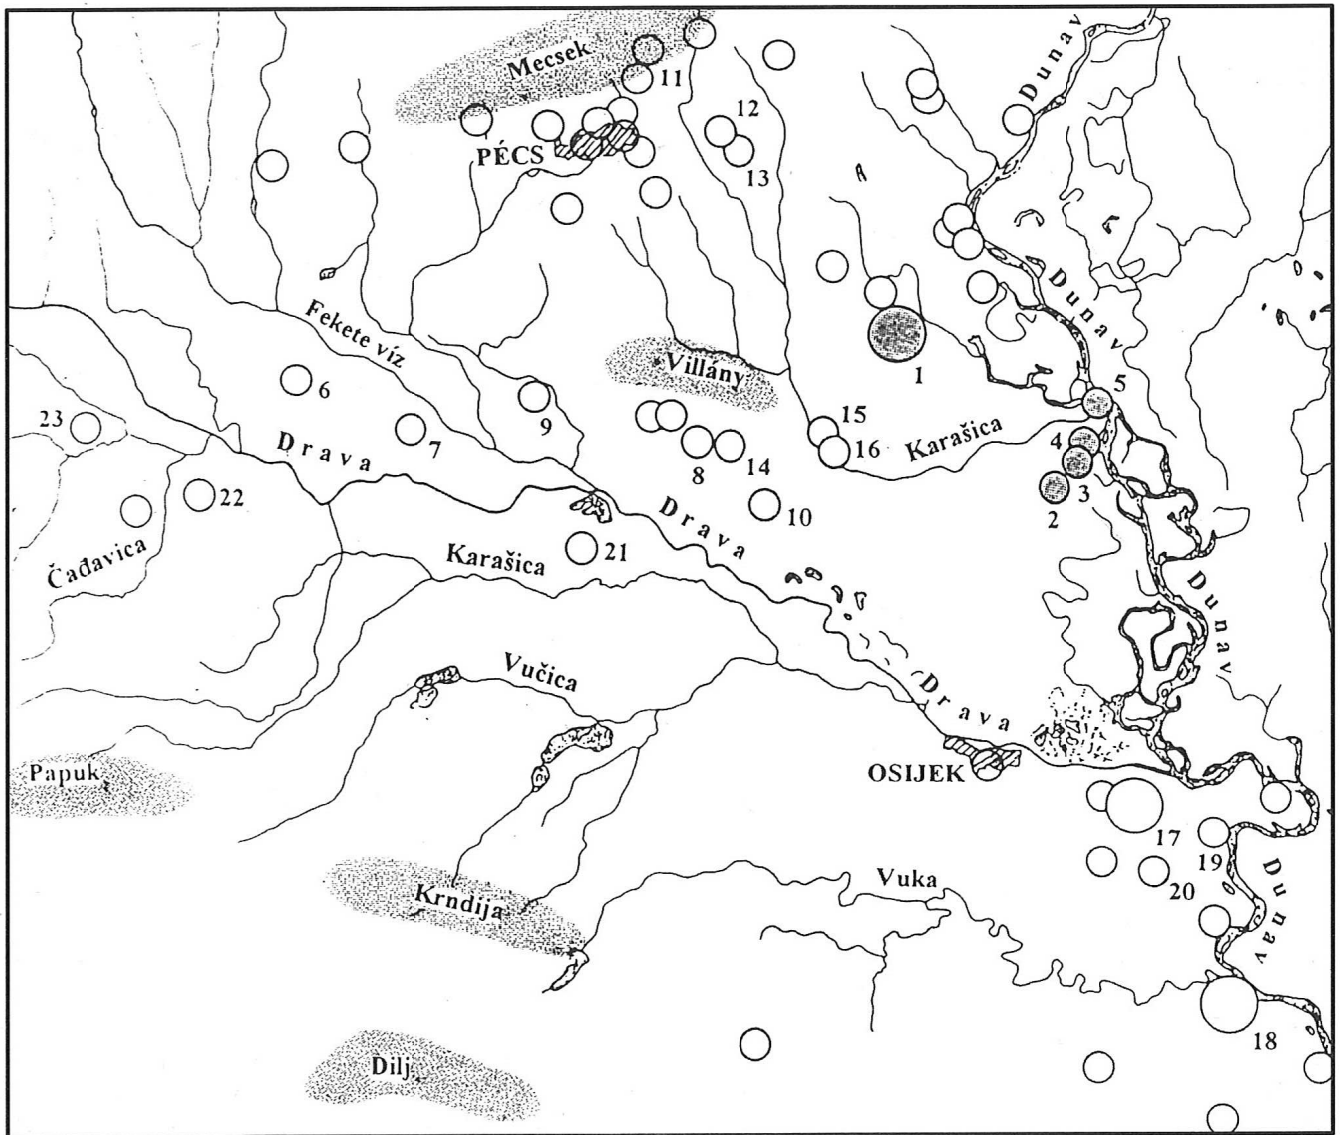 Mecsek
Dunav
11
12
PÉCS
13
Dunav
Fekete víz
1
Villány
5
6
23
9
15
7
Karašica
4
Drava
8
14
16
3
22
10
2
Drava
Čađavica
Karašica
21
Dunav
Vučica
Drava
Papuk
OSIJEK
17
19
Vuka
20
Krndija
Dunav
18
Dilj